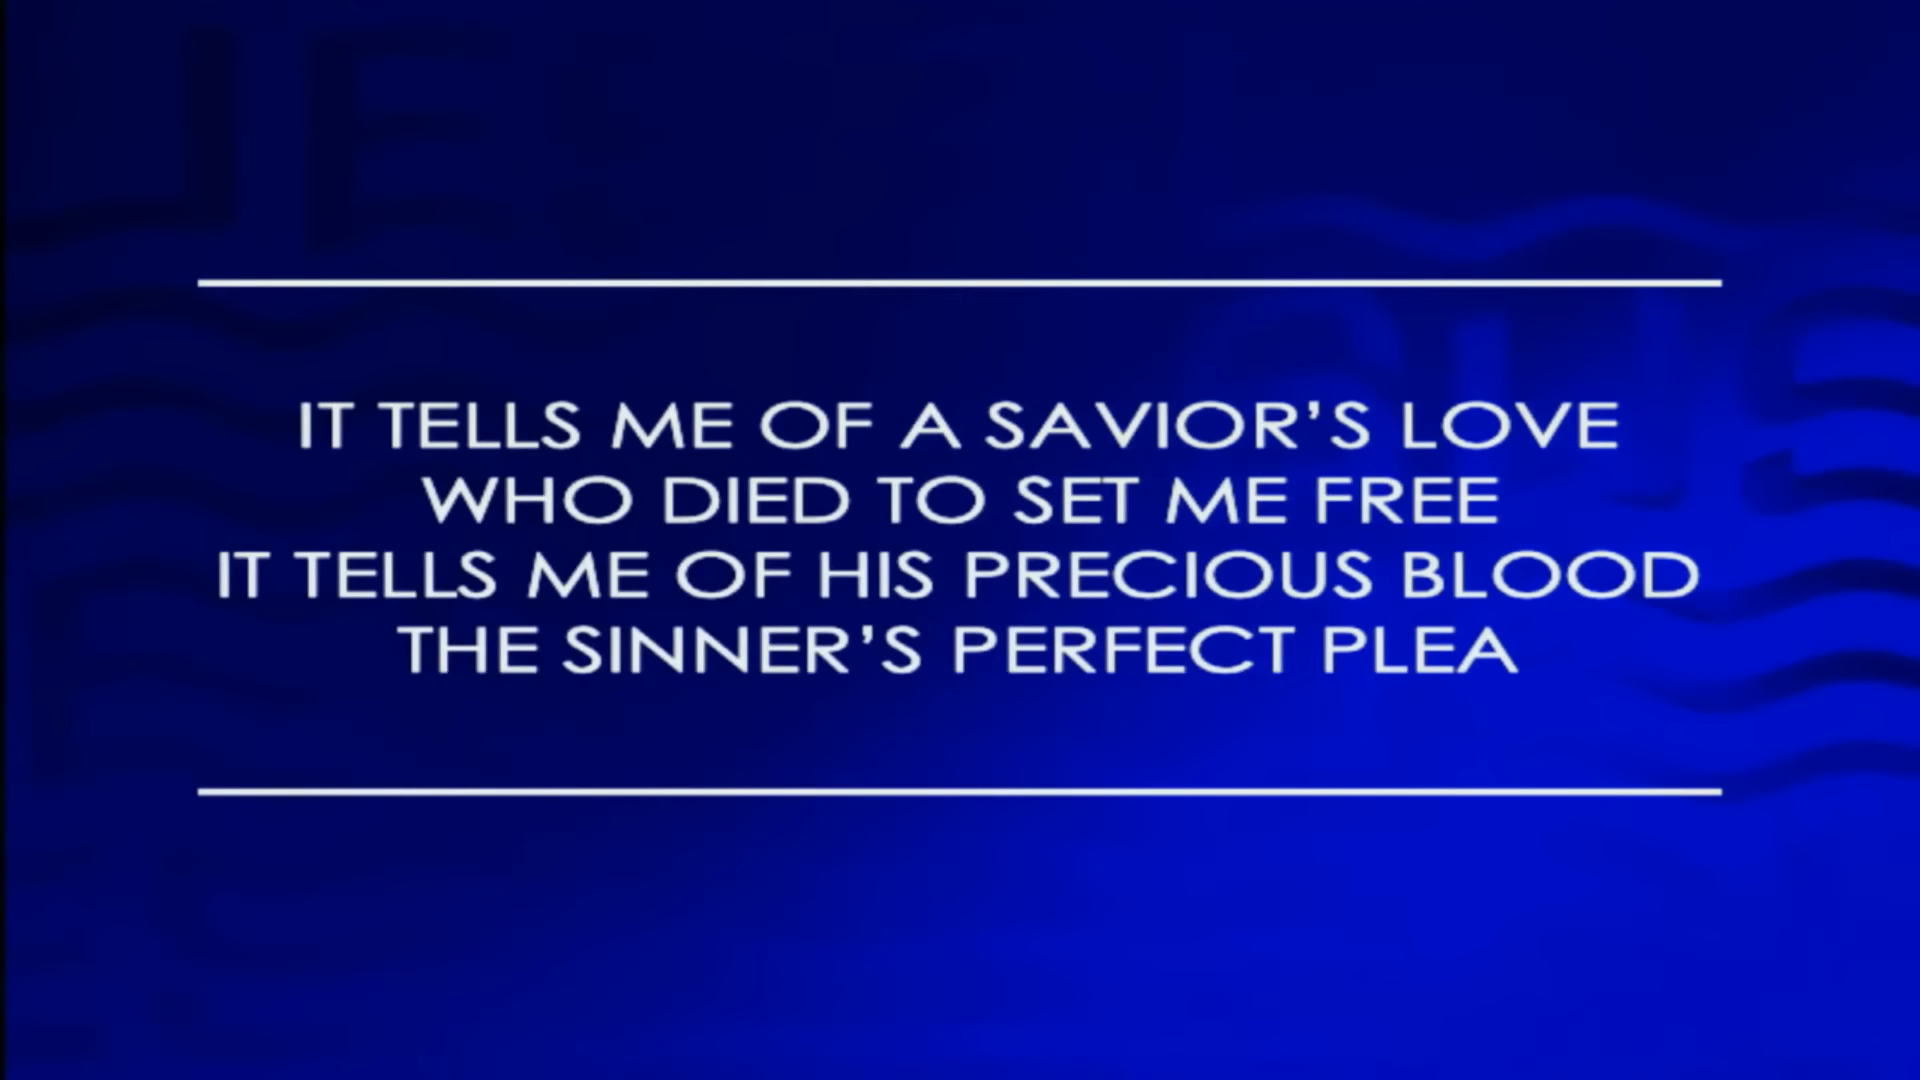 IT TELLS ME OF A SAVIOR’S LOVE
WHO DIED TO SET ME FREE
IT TELLS ME OF HIS PRECIOUS BLOOD
THE SINNER’S PERFECT PLEA